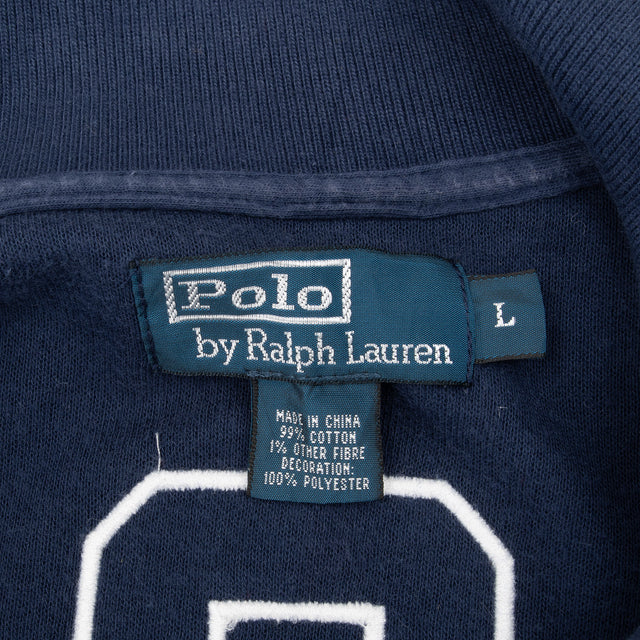 Polo
by Ralph Lauren
L
MADE IN CHINA
99% COTTON
1% OTHER FIBRE
DECORATION:
100% POLYESTER